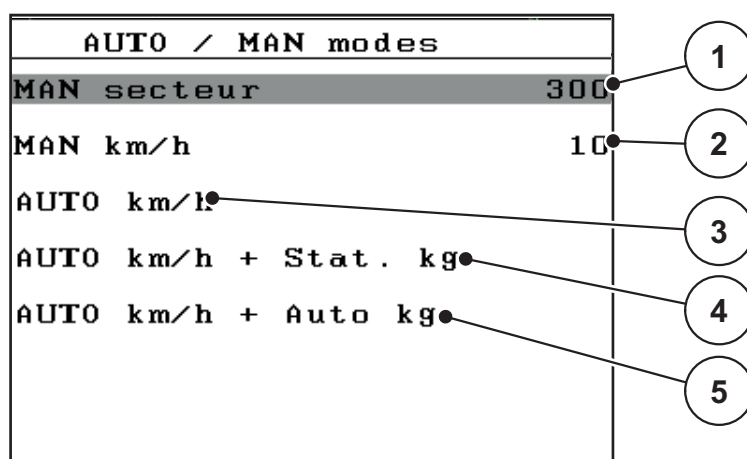 AUTO / MAN modes
MAN secteur 300 1
MAN km/h 10 2
AUTO km/h 3
AUTO km/h + Stat. kg 4
AUTO km/h + Auto kg 5